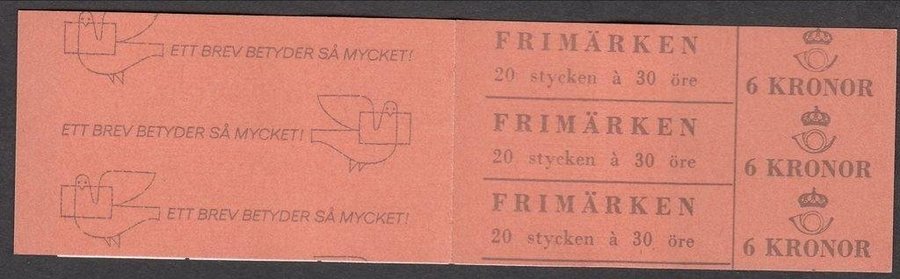 ETT BREV BETYDER SÅ MYCKET!
ETT BREV BETYDER SÅ MYCKET!
ETT BREV BETYDER SÅ MYCKET!
FRIMÄRKEN
20 stycken à 30 öre
6 KRONOR
FRIMÄRKEN
20 stycken à 30 öre
6 KRONOR
FRIMÄRKEN
20 stycken à 30 öre
6 KRONOR